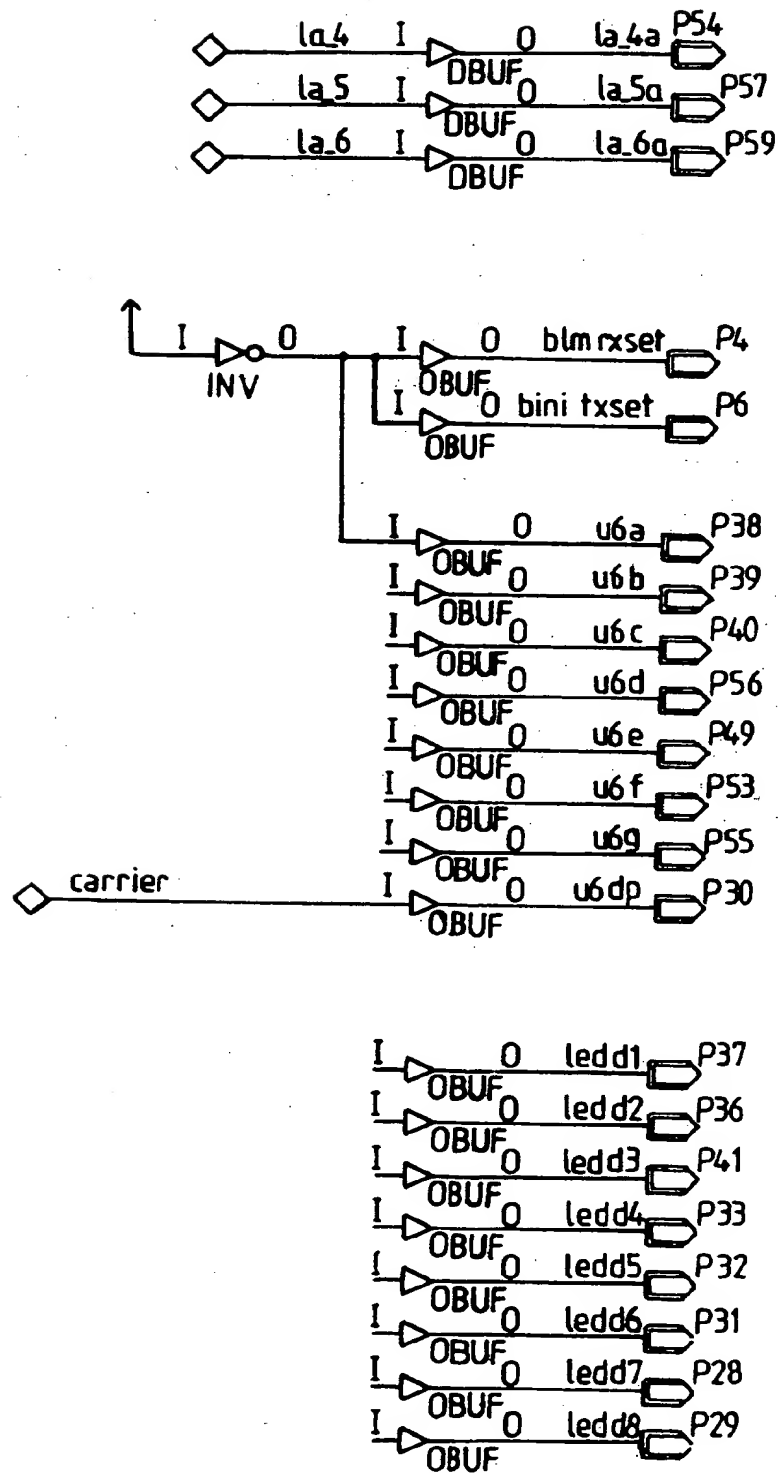 la_4 I O la_4a P54
DBUF
la_5 I O la_5a P57
DBUF
la_6 I O la_6a P59
DBUF
I O I O blmrxset P4
INV OBUF
I O bini txset P6
OBUF
I O u6a P38
OBUF
I O u6b P39
OBUF
I O u6c P40
OBUF
I O u6d P56
OBUF
I O u6e P49
OBUF
I O u6f P53
OBUF
I O u6g P55
OBUF
carrier I O u6dp P30
OBUF
I O ledd1 P37
OBUF
I O ledd2 P36
OBUF
I O ledd3 P41
OBUF
I O ledd4 P33
OBUF
I O ledd5 P32
OBUF
I O ledd6 P31
OBUF
I O ledd7 P28
OBUF
I O ledd8 P29
OBUF